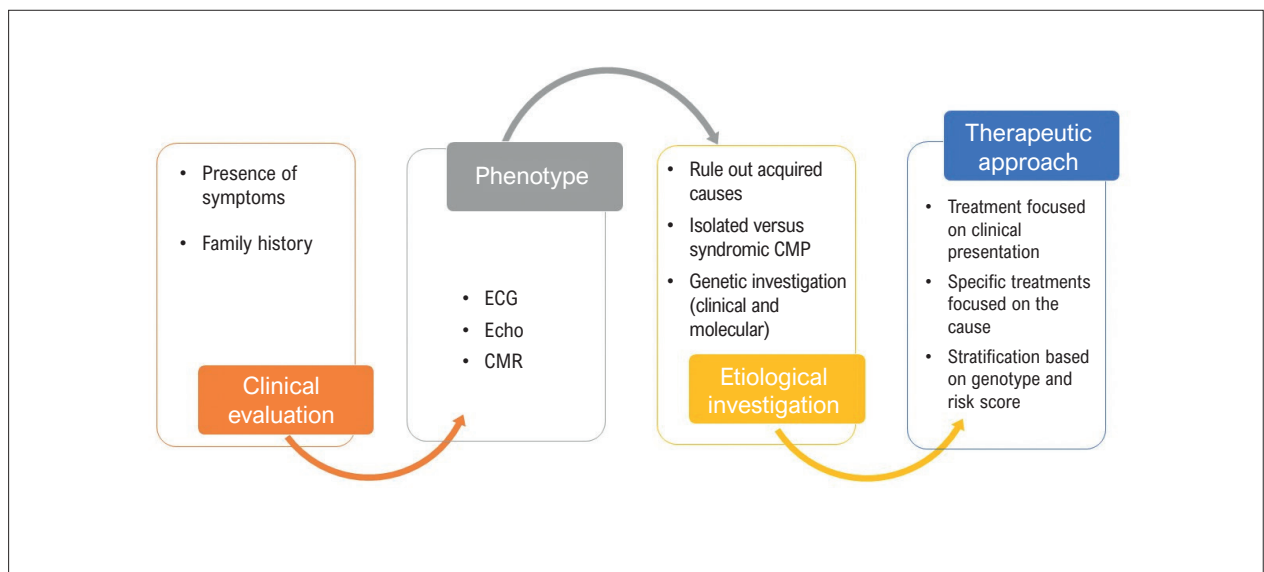 • Presence of
symptoms
• Family history
Clinical
evaluation
Phenotype
• ECG
• Echo
• CMR
• Rule out acquired
causes
• Isolated versus
syndromic CMP
• Genetic investigation
(clinical and
molecular)
Etiological
investigation
Therapeutic
approach
• Treatment focused
on clinical
presentation
• Specific treatments
focused on the
cause
• Stratification based
on genotype and
risk score